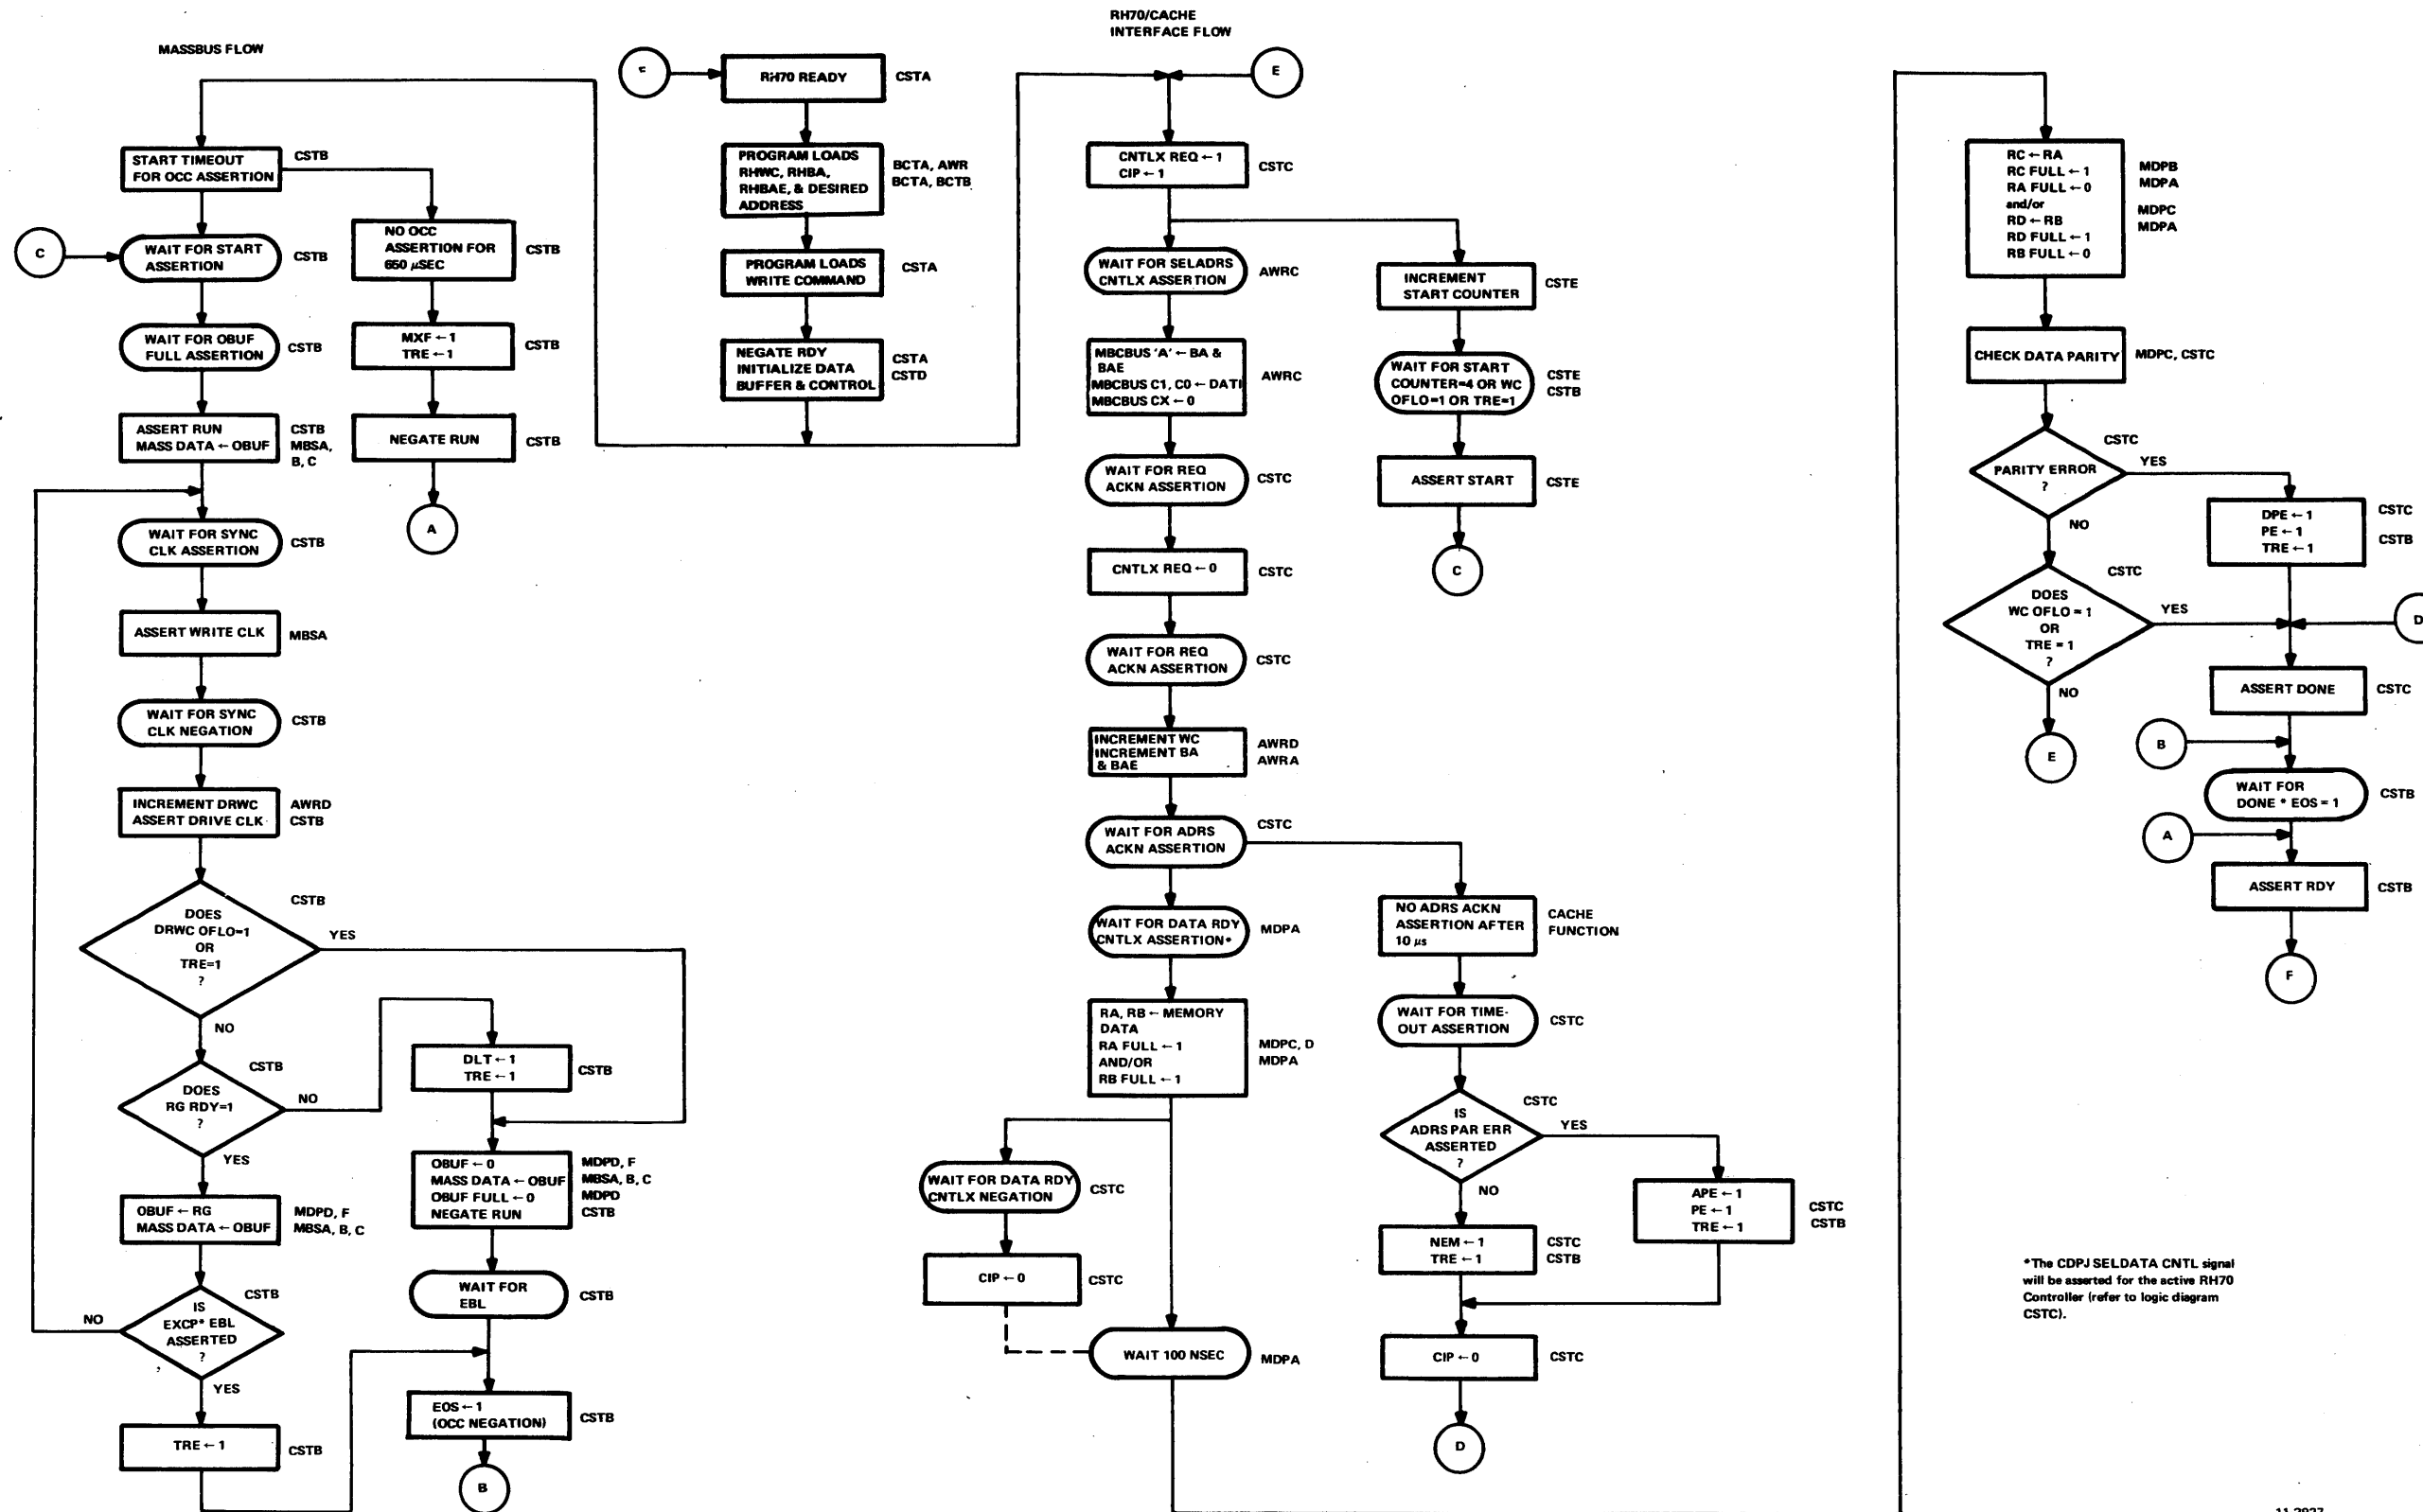 MASSBUS FLOW
START TIMEOUT
FOR OCC ASSERTION
CSTB
C
WAIT FOR START
ASSERTION
CSTB
NO OCC
ASSERTION FOR
650 μSEC
CSTB
WAIT FOR OBUF
FULL ASSERTION
CSTB
MXF ← 1
TRE ← 1
CSTB
ASSERT RUN
MASS DATA ← OBUF
CSTB
MBSA,
B, C
NEGATE RUN
CSTB
A
WAIT FOR SYNC
CLK ASSERTION
CSTB
ASSERT WRITE CLK
MBSA
WAIT FOR SYNC
CLK NEGATION
CSTB
INCREMENT DRWC
ASSERT DRIVE CLK
AWRD
CSTB
CSTB
DOES
DRWC OFLO=1
OR
TRE=1
?
YES
NO
CSTB
DOES
RG RDY=1
?
NO
YES
DLT ← 1
TRE ← 1
CSTB
OBUF ← RG
MASS DATA ← OBUF
MDPD, F
MBSA, B, C
OBUF ← 0
MASS DATA ← OBUF
OBUF FULL ← 0
NEGATE RUN
MDPD, F
MBSA, B, C
MDPD
CSTB
CSTB
IS
EXCP* EBL
ASSERTED
?
NO
YES
WAIT FOR
EBL
CSTB
TRE ← 1
CSTB
EOS ← 1
(OCC NEGATION)
CSTB
B
RH70 READY
CSTA
PROGRAM LOADS
RHWC, RHBA,
RHBAE, & DESIRED
ADDRESS
BCTA, AWR
BCTA, BCTB
PROGRAM LOADS
WRITE COMMAND
CSTA
NEGATE RDY
INITIALIZE DATA
BUFFER & CONTROL
CSTA
CSTD
RH70/CACHE
INTERFACE FLOW
E
CNTLX REQ ← 1
CIP ← 1
CSTC
WAIT FOR SELADRS
CNTLX ASSERTION
AWRC
INCREMENT
START COUNTER
CSTE
MBCBUS 'A' ← BA &
BAE
MBCBUS C1, C0 ← DATI
MBCBUS CX ← 0
AWRC
WAIT FOR START
COUNTER=4 OR WC
OFLO=1 OR TRE=1
CSTE
CSTB
WAIT FOR REQ
ACKN ASSERTION
CSTC
ASSERT START
CSTE
C
CNTLX REQ ← 0
CSTC
WAIT FOR REQ
ACKN ASSERTION
CSTC
INCREMENT WC
INCREMENT BA
& BAE
AWRD
AWRA
WAIT FOR ADRS
ACKN ASSERTION
CSTC
WAIT FOR DATA RDY
CNTLX ASSERTION*
MDPA
NO ADRS ACKN
ASSERTION AFTER
10 μs
CACHE
FUNCTION
RA, RB ← MEMORY
DATA
RA FULL ← 1
AND/OR
RB FULL ← 1
MDPC, D
MDPA
WAIT FOR TIME-
OUT ASSERTION
CSTC
CSTC
IS
ADRS PAR ERR
ASSERTED
?
YES
NO
WAIT FOR DATA RDY
CNTLX NEGATION
CSTC
APE ← 1
PE ← 1
TRE ← 1
CSTC
CSTB
NEM ← 1
TRE ← 1
CSTC
CSTB
CIP ← 0
CSTC
WAIT 100 NSEC
MDPA
CIP ← 0
CSTC
D
RC ← RA
RC FULL ← 1
RA FULL ← 0
and/or
RD ← RB
RD FULL ← 1
RB FULL ← 0
MDPB
MDPA
MDPC
MDPA
CHECK DATA PARITY
MDPC, CSTC
CSTC
PARITY ERROR
?
YES
NO
DPE ← 1
PE ← 1
TRE ← 1
CSTC
CSTB
CSTC
DOES
WC OFLO = 1
OR
TRE = 1
?
YES
NO
D
E
ASSERT DONE
CSTC
B
WAIT FOR
DONE * EOS = 1
CSTB
A
ASSERT RDY
CSTB
F
*The CDPJ SELDATA CNTL signal
will be asserted for the active RH70
Controller (refer to logic diagram
CSTC).